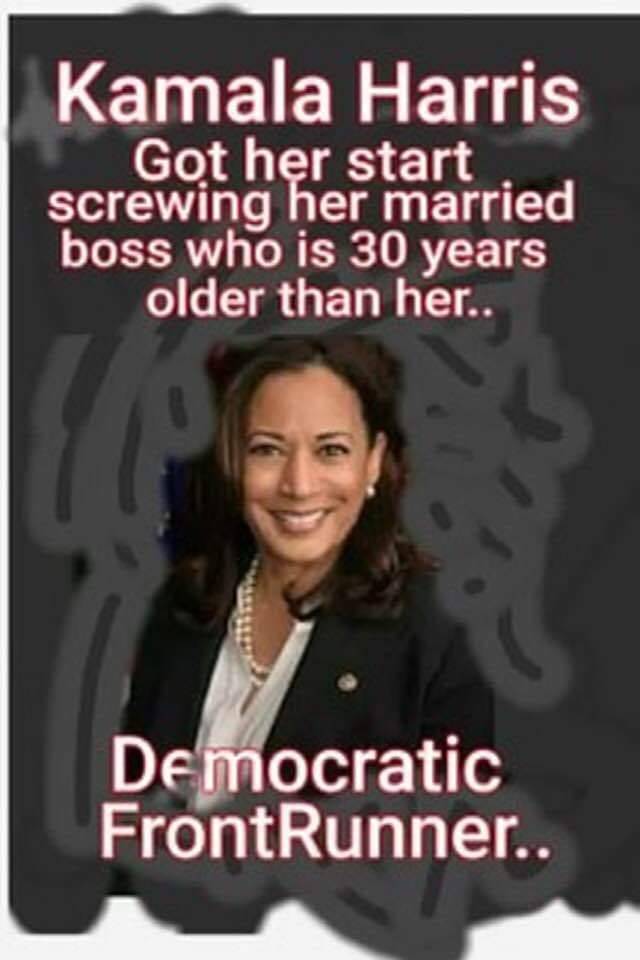 Kamala Harris
Got her start
screwing her married
boss who is 30 years
older than her..
Democratic
FrontRunner..